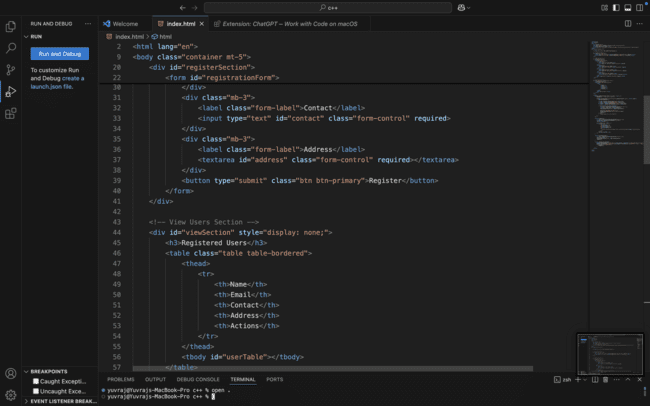 c++
RUN AND DEBUG
Welcome
index.html
Extension: ChatGPT – Work with Code on macOS
RUN
Run and Debug
To customize Run
and Debug create a
launch.json file.
index.html > html
2 <html lang="en">
9 <body class="container mt-5">
20 <div id="registerSection">
22 <form id="registrationForm">
30 </div>
31 <div class="mb-3">
32 <label class="form-label">Contact</label>
33 <input type="text" id="contact" class="form-control" required>
34 </div>
35 <div class="mb-3">
36 <label class="form-label">Address</label>
37 <textarea id="address" class="form-control" required></textarea>
38 </div>
39 <button type="submit" class="btn btn-primary">Register</button>
40 </form>
41 </div>
42
43 <!-- View Users Section -->
44 <div id="viewSection" style="display: none;">
45 <h3>Registered Users</h3>
46 <table class="table table-bordered">
47 <thead>
48 <tr>
49 <th>Name</th>
50 <th>Email</th>
51 <th>Contact</th>
52 <th>Address</th>
53 <th>Actions</th>
54 </tr>
55 </thead>
56 <tbody id="userTable"></tbody>
57 </table>
BREAKPOINTS
Caught Excepti...
Uncaught Exce...
EVENT LISTENER BREAK...
PROBLEMS OUTPUT DEBUG CONSOLE TERMINAL PORTS
zsh
yuvraj@Yuvrajs-MacBook-Pro c++ % open .
yuvraj@Yuvrajs-MacBook-Pro c++ %